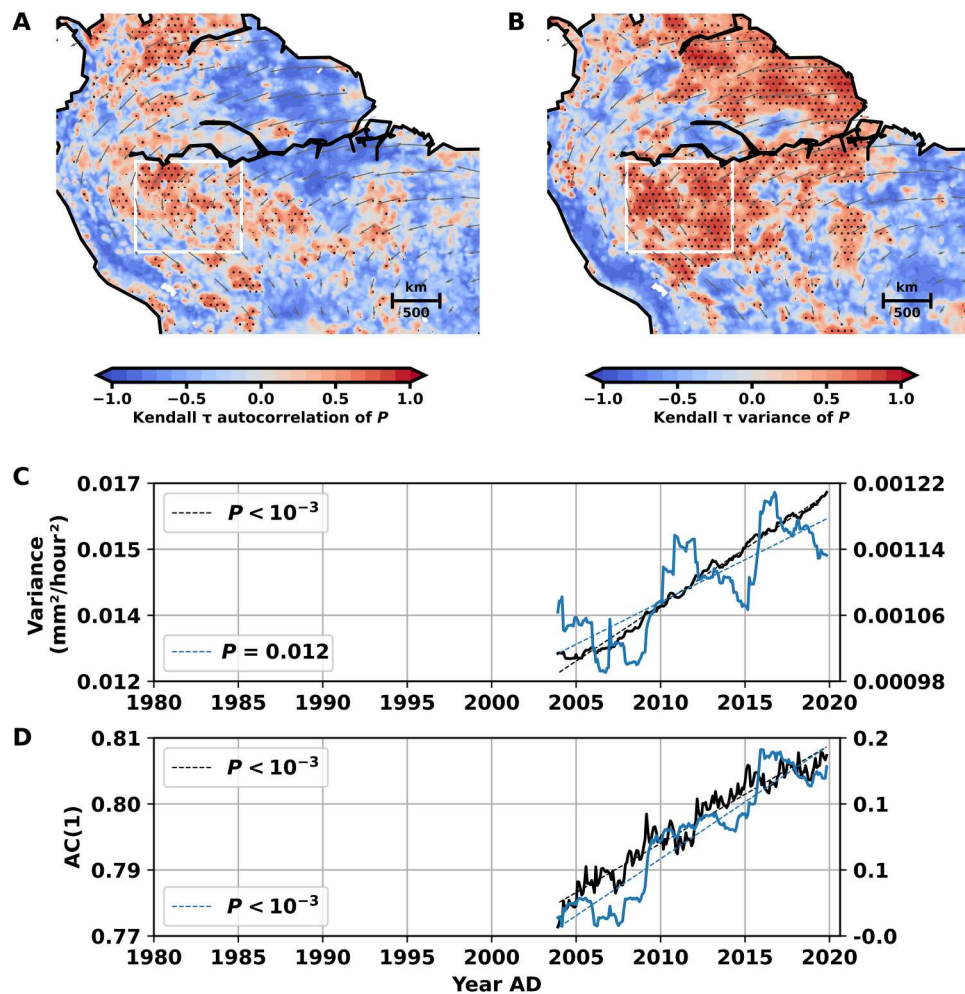 A
B
km
500
km
500
−1.0 −0.5 0.0 0.5 1.0
Kendall τ autocorrelation of P
−1.0 −0.5 0.0 0.5 1.0
Kendall τ variance of P
C
Variance
(mm²/hour²)
0.017
0.015
0.014
0.012
P < 10⁻³
P = 0.012
0.00122
0.00114
0.00106
0.00098
1980 1985 1990 1995 2000 2005 2010 2015 2020
D
AC(1)
0.81
0.80
0.79
0.77
P < 10⁻³
P < 10⁻³
0.2
0.1
0.1
-0.0
1980 1985 1990 1995 2000 2005 2010 2015 2020
Year AD